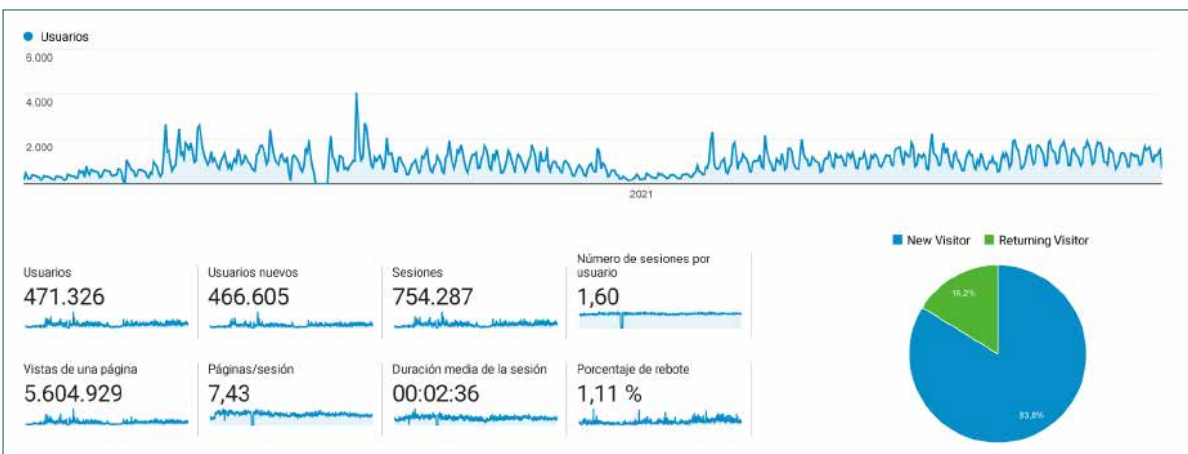 Usuarios
6.000
4.000
2.000
2021
New Visitor
Returning Visitor
Usuarios
471.326
Usuarios nuevos
466.605
Sesiones
754.287
Número de sesiones por
usuario
1,60
16,2%
83,8%
Vistas de una página
5.604.929
Páginas/sesión
7,43
Duración media de la sesión
00:02:36
Porcentaje de rebote
1,11 %